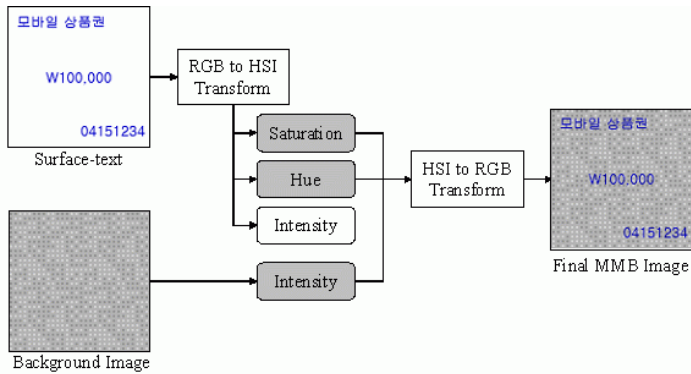 모바일 상품권
W100,000
04151234
Surface-text
RGB to HSI
Transform
Saturation
Hue
Intensity
Intensity
Background Image
HSI to RGB
Transform
모바일 상품권
W100,000
04151234
Final MMB Image